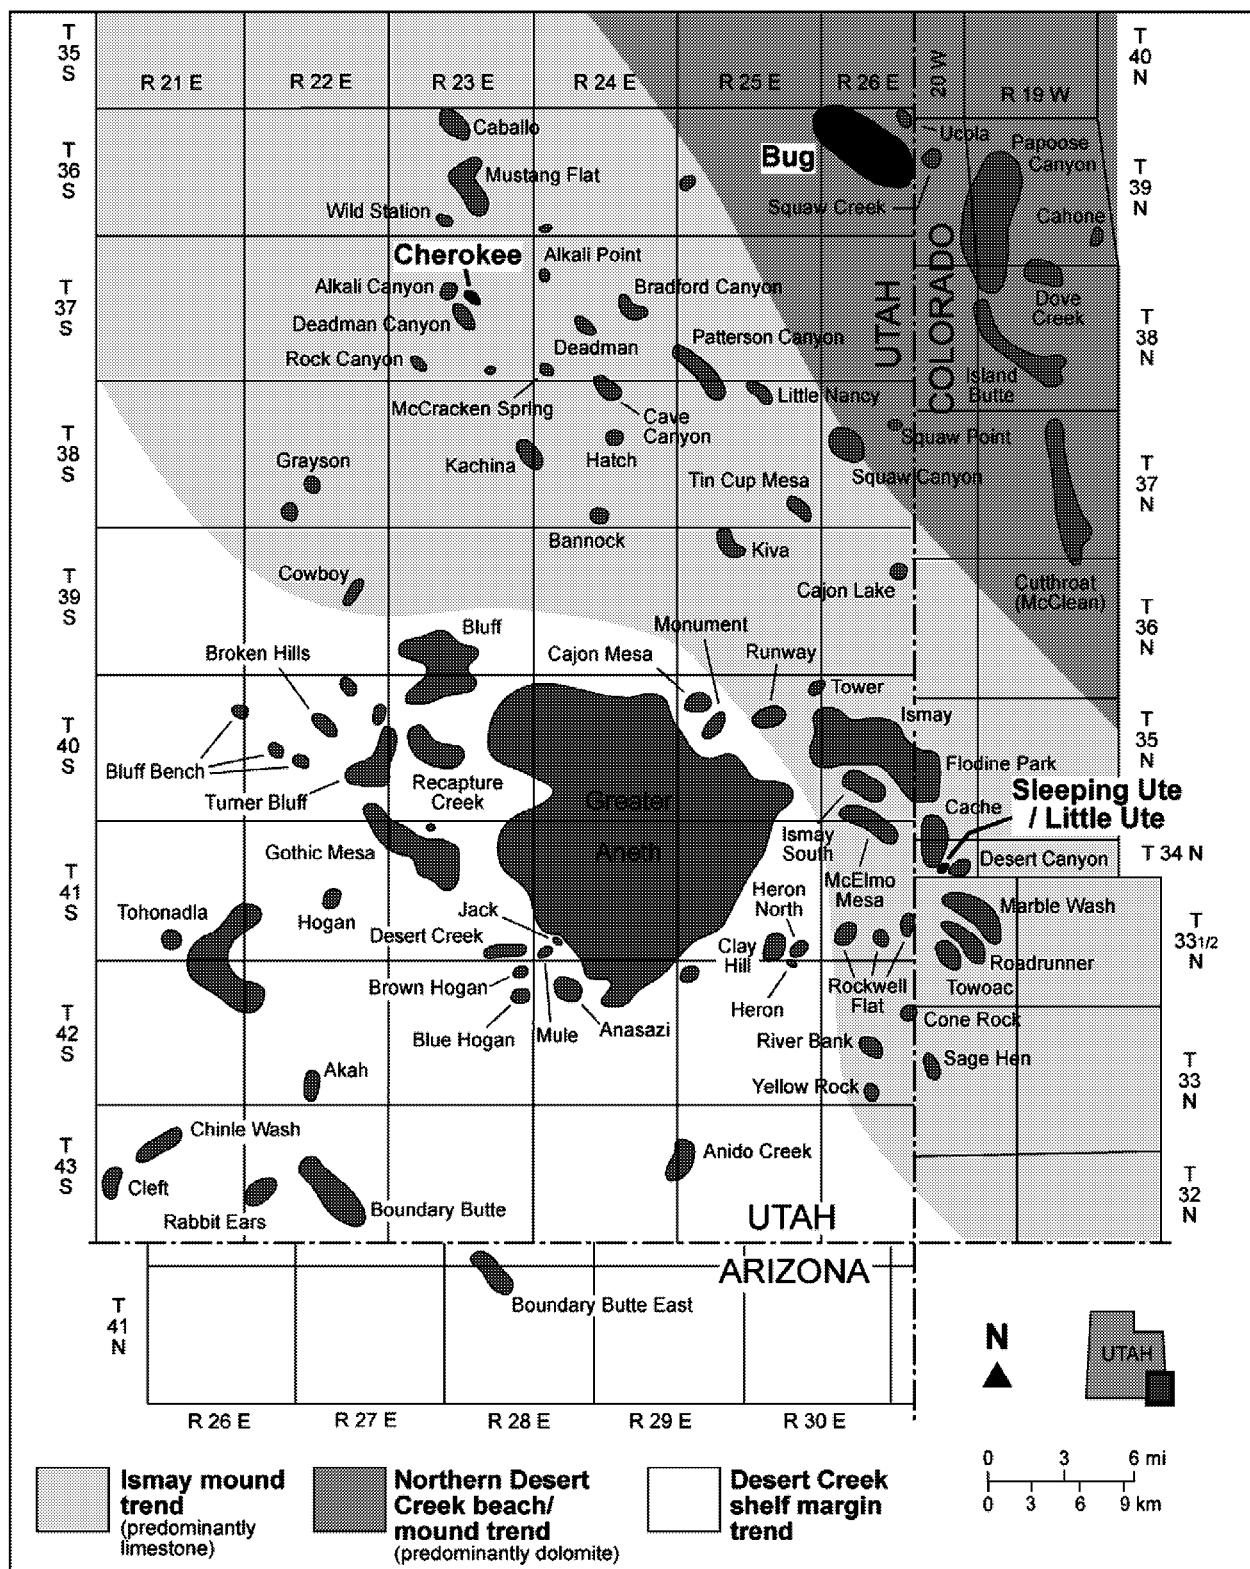 T
35
S
T
40
N
R 21 E
R 22 E
R 23 E
R 24 E
R 25 E
R 26 E
20 W
R 19 W
Caballo
Ucola
T
36
S
Bug
Papoose
Canyon
Mustang Flat
T
39
N
Wild Station
Squaw Creek
Cahone
Cherokee
Alkali Point
T
37
S
Alkali Canyon
Bradford Canyon
UTAH
COLORADO
Dove
Creek
Deadman Canyon
Deadman
Patterson Canyon
T
38
N
Rock Canyon
McCracken Spring
Island
Butte
Little Nancy
Cave
Canyon
T
38
S
Squaw Point
Grayson
Kachina
Hatch
Squaw Canyon
Tin Cup Mesa
T
37
N
Bannock
Kiva
T
39
S
Cowboy
Cajon Lake
Cutthroat
(McClean)
T
36
N
Bluff
Monument
Broken Hills
Cajon Mesa
Runway
Tower
T
40
S
Ismay
T
35
N
Bluff Bench
Turner Bluff
Recapture
Creek
Greater
Aneth
Flodine Park
Sleeping Ute
/ Little Ute
Cache
Ismay
South
Gothic Mesa
Desert Canyon
T 34 N
T
41
S
McElmo
Mesa
Tohonadla
Hogan
Jack
Heron
North
Marble Wash
Desert Creek
Clay
Hill
T
33 1/2
N
Roadrunner
Brown Hogan
Rockwell
Flat
Towoac
T
42
S
Blue Hogan
Mule
Anasazi
Heron
Cone Rock
River Bank
Sage Hen
Akah
Yellow Rock
T
33
N
Chinle Wash
T
43
S
Anido Creek
Cleft
Rabbit Ears
Boundary Butte
T
32
N
UTAH
ARIZONA
Boundary Butte East
T
41
N
N
UTAH
R 26 E
R 27 E
R 28 E
R 29 E
R 30 E
0 3 6 mi
0 3 6 9 km
Ismay mound
trend
(predominantly
limestone)
Northern Desert
Creek beach/
mound trend
(predominantly dolomite)
Desert Creek
shelf margin
trend